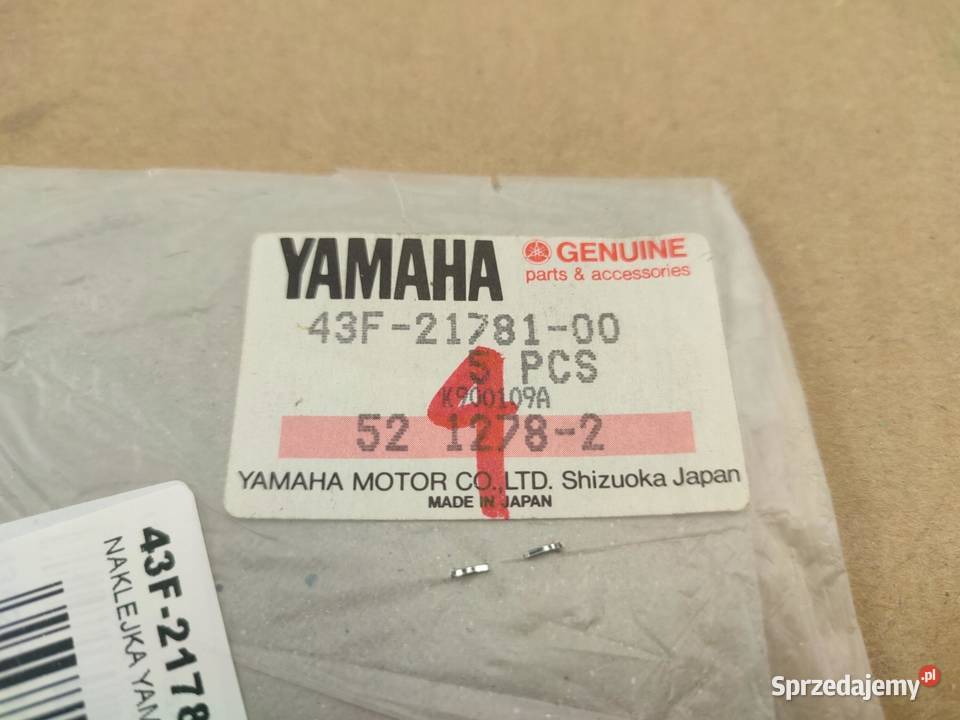 YAMAHA GENUINE
parts & accessories
43F-21781-00
5 PCS
K900109A
52 1278-2
1
YAMAHA MOTOR CO.,LTD. Shizuoka Japan
MADE IN JAPAN
43F-2178
NAKLEJKA YAM
Sprzedajemy.pl